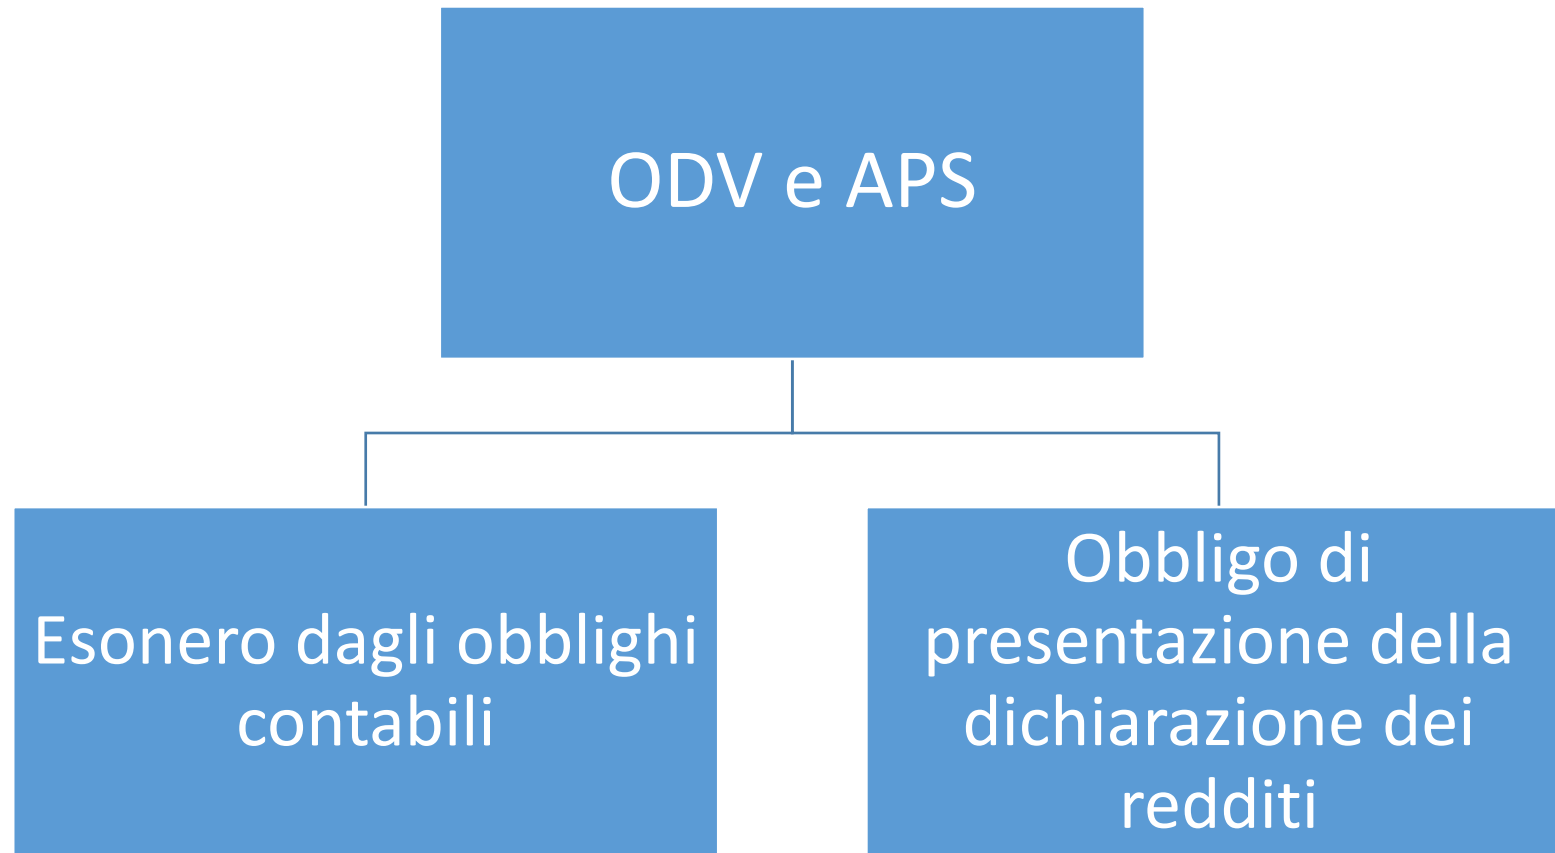 ODV e APS
Esonero dagli obblighi
contabili
Obbligo di
presentazione della
dichiarazione dei
redditi